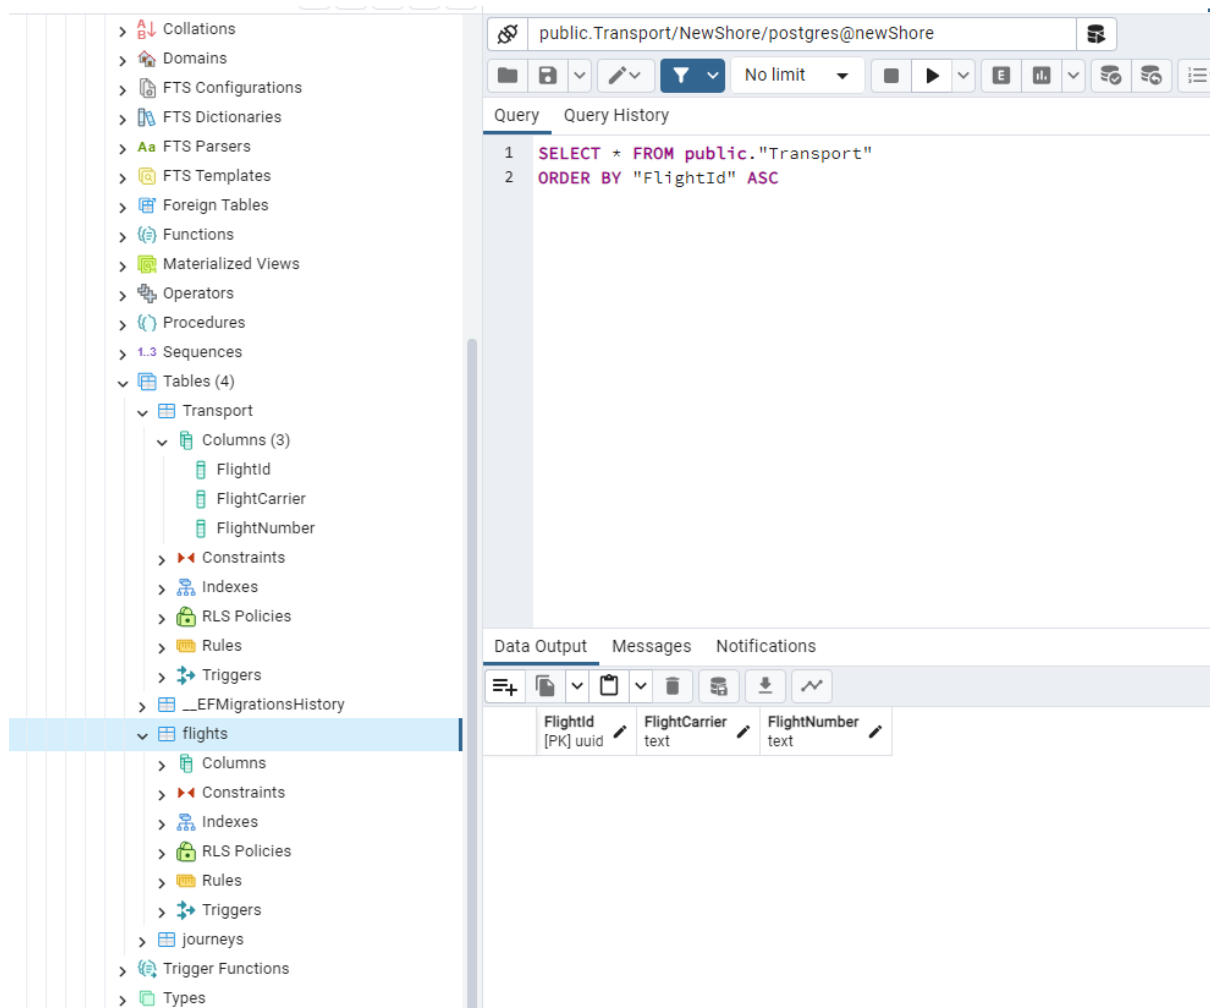 Collations
Domains
FTS Configurations
FTS Dictionaries
Aa FTS Parsers
FTS Templates
Foreign Tables
Functions
Materialized Views
Operators
Procedures
1..3 Sequences
Tables (4)
Transport
Columns (3)
FlightId
FlightCarrier
FlightNumber
Constraints
Indexes
RLS Policies
Rules
Triggers
__EFMigrationsHistory
flights
Columns
Constraints
Indexes
RLS Policies
Rules
Triggers
journeys
Trigger Functions
Types
public.Transport/NewShore/postgres@newShore
No limit
E
Query Query History
1 SELECT * FROM public."Transport"
2 ORDER BY "FlightId" ASC
Data Output Messages Notifications
FlightId FlightCarrier FlightNumber
[PK] uuid text text